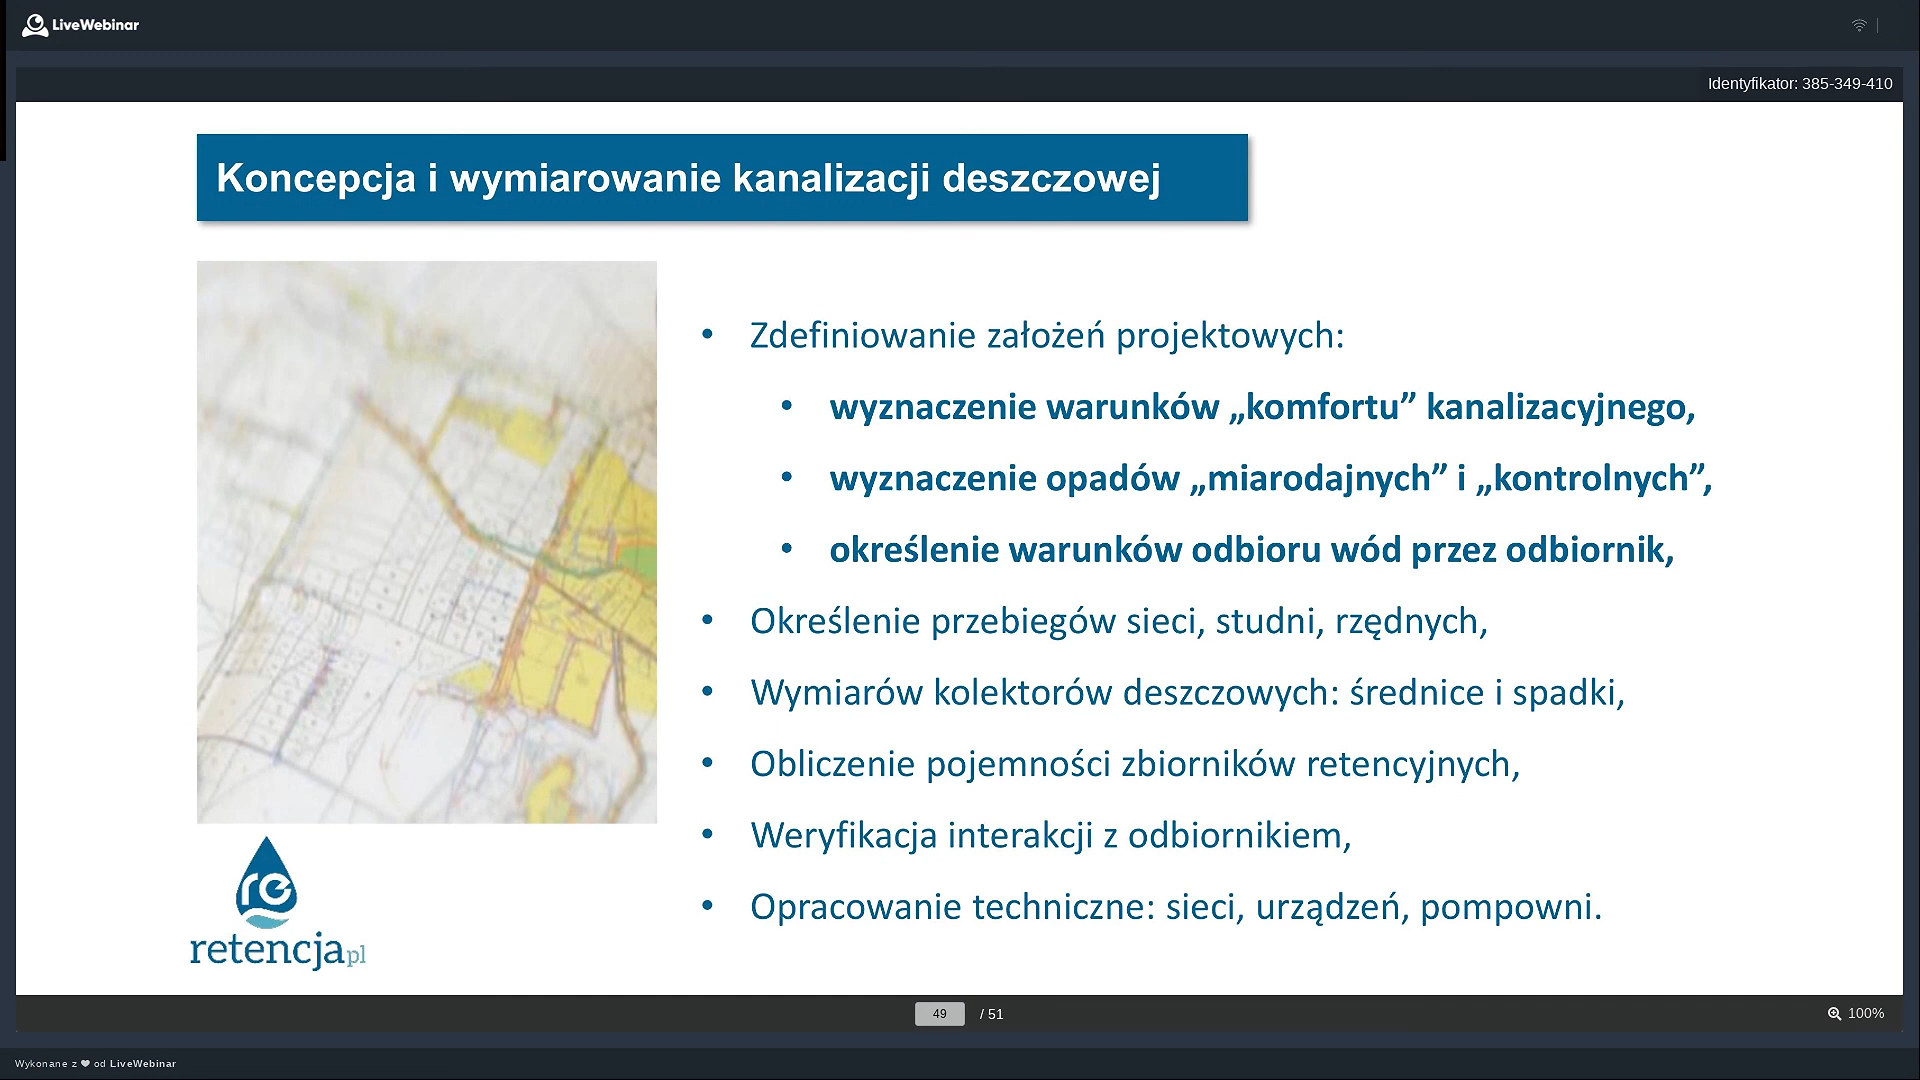 LiveWebinar
Identyfikator: 385-349-410
Koncepcja i wymiarowanie kanalizacji deszczowej
• Zdefiniowanie założeń projektowych:
• wyznaczenie warunków „komfortu” kanalizacyjnego,
• wyznaczenie opadów „miarodajnych” i „kontrolnych”,
• określenie warunków odbioru wód przez odbiornik,
• Określenie przebiegów sieci, studni, rzędnych,
• Wymiarów kolektorów deszczowych: średnice i spadki,
• Obliczenie pojemności zbiorników retencyjnych,
• Weryfikacja interakcji z odbiornikiem,
• Opracowanie techniczne: sieci, urządzeń, pompowni.
re
retencjapl
49 / 51
100%
Wykonane z ❤ od LiveWebinar